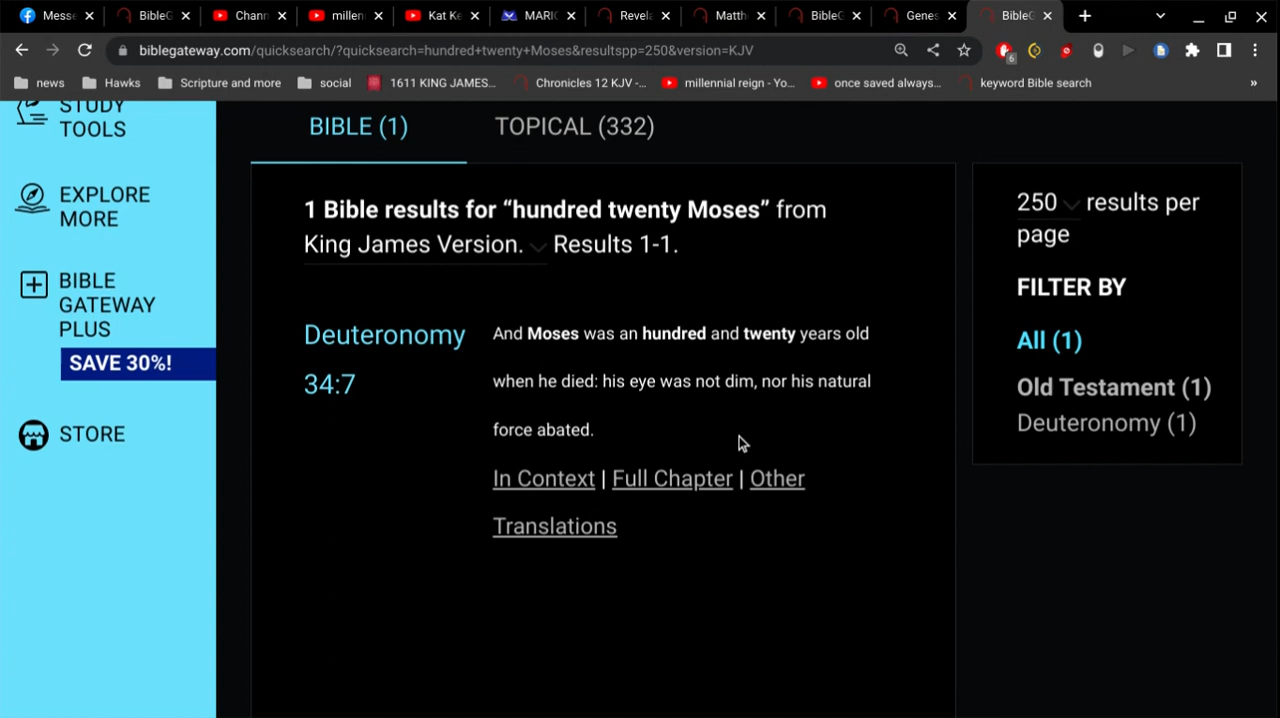 Messe
BibleG
Chann
millen
Kat Ke
MARIO
Revela
Matth
BibleG
Genes
BibleG
biblegateway.com/quicksearch/?quicksearch=hundred+twenty+Moses&resultspp=250&version=KJV
6
news
Hawks
Scripture and more
social
1611 KING JAMES...
Chronicles 12 KJV -...
millennial reign - Yo...
once saved always...
keyword Bible search
»
STUDY
TOOLS
EXPLORE
MORE
BIBLE
GATEWAY
PLUS
SAVE 30%!
STORE
BIBLE (1)
TOPICAL (332)
1 Bible results for “hundred twenty Moses” from
King James Version. Results 1-1.
Deuteronomy
34:7
And Moses was an hundred and twenty years old
when he died: his eye was not dim, nor his natural
force abated.
In Context | Full Chapter | Other
Translations
250 results per
page
FILTER BY
All (1)
Old Testament (1)
Deuteronomy (1)